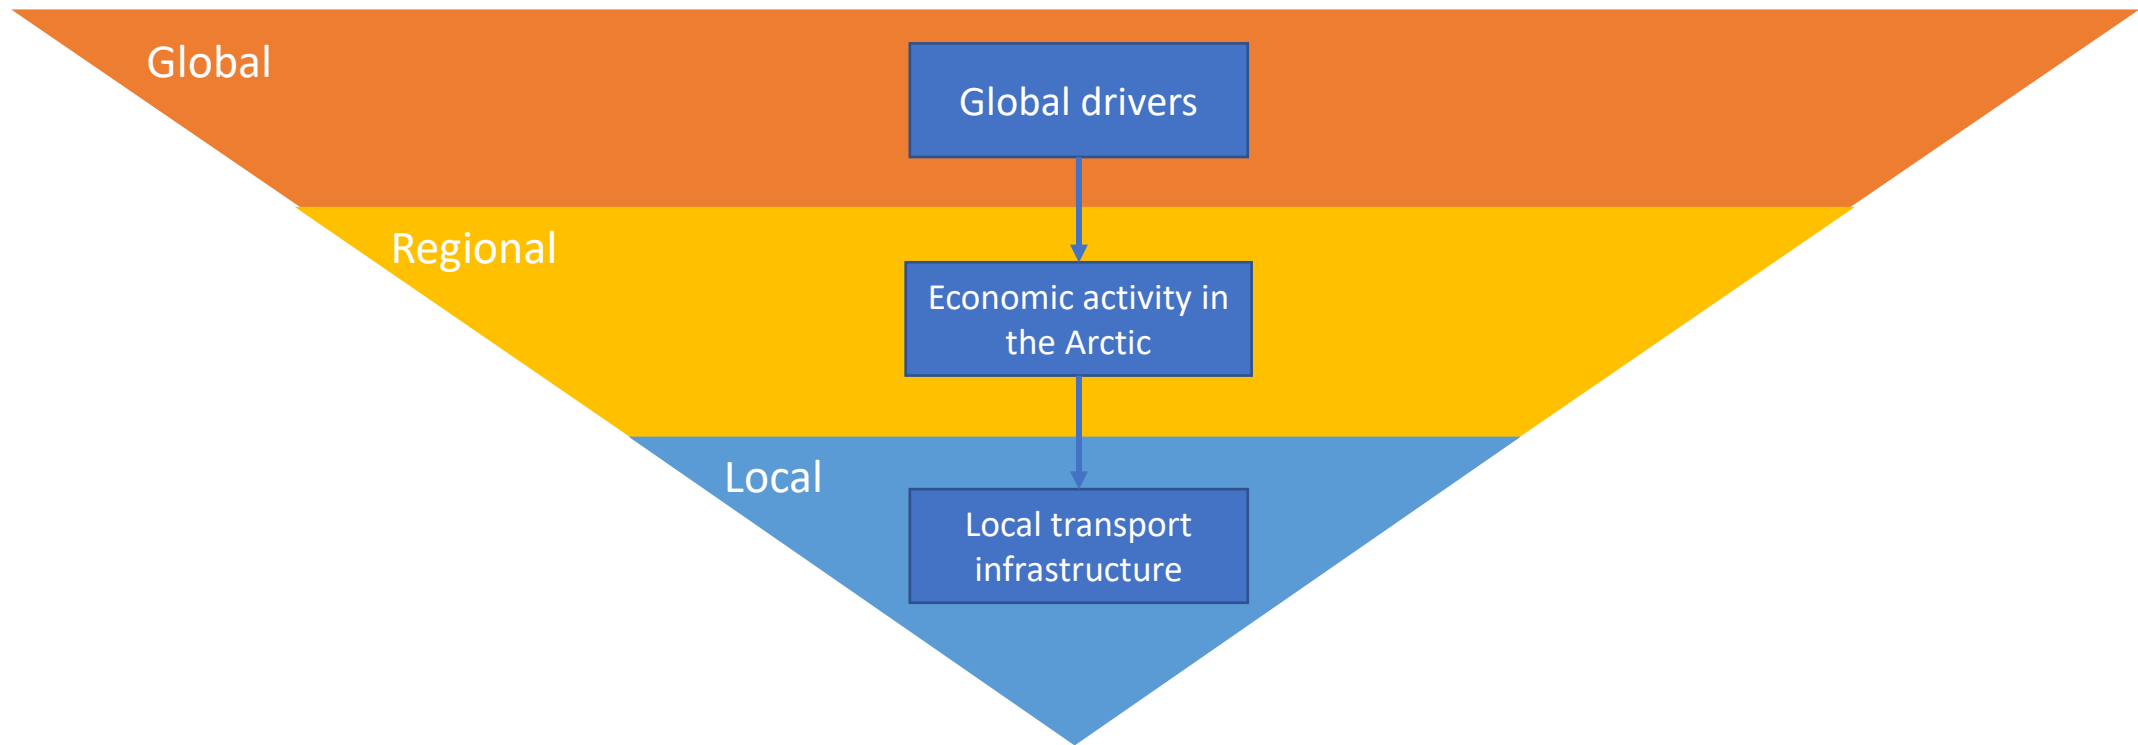 Global
Global drivers
Regional
Economic activity in
the Arctic
Local
Local transport
infrastructure